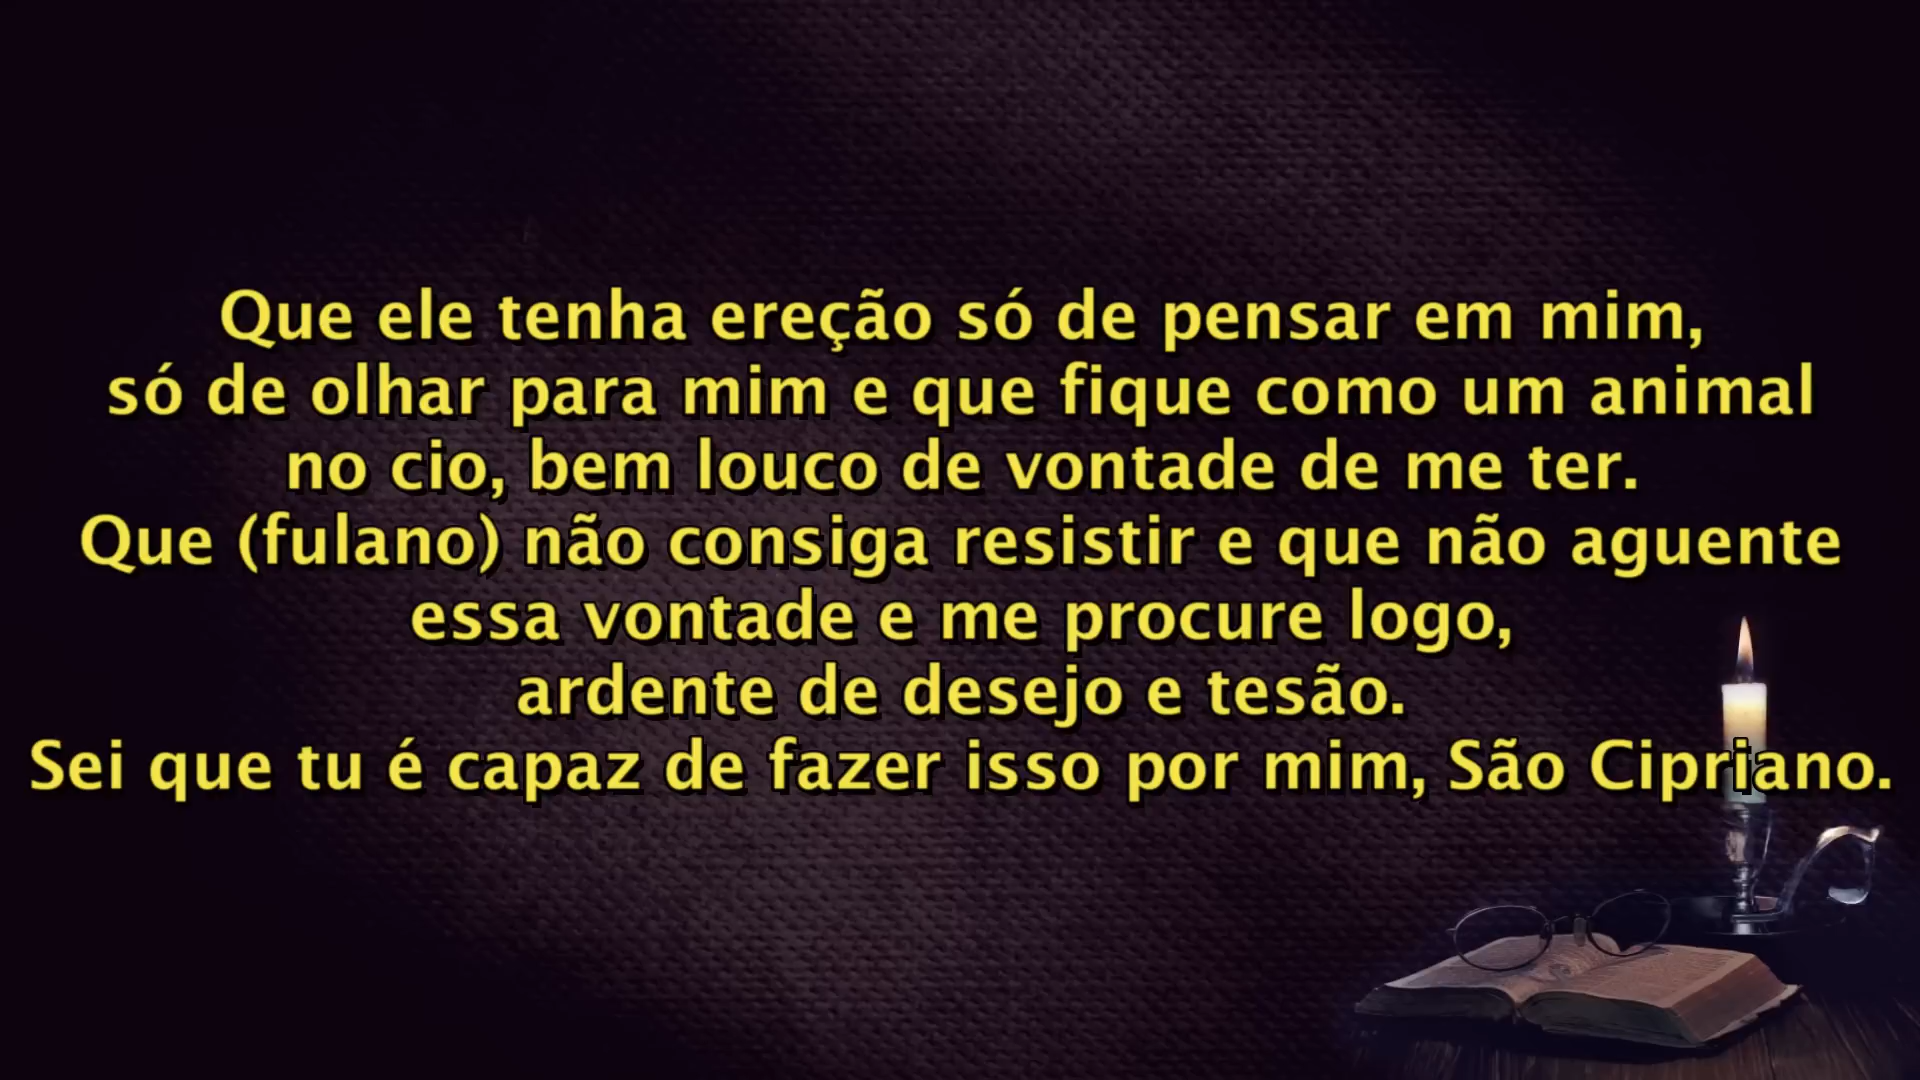 Que ele tenha ereção só de pensar em mim,
só de olhar para mim e que fique como um animal
no cio, bem louco de vontade de me ter.
Que (fulano) não consiga resistir e que não aguente
essa vontade e me procure logo,
ardente de desejo e tesão.
Sei que tu é capaz de fazer isso por mim, São Cipriano.